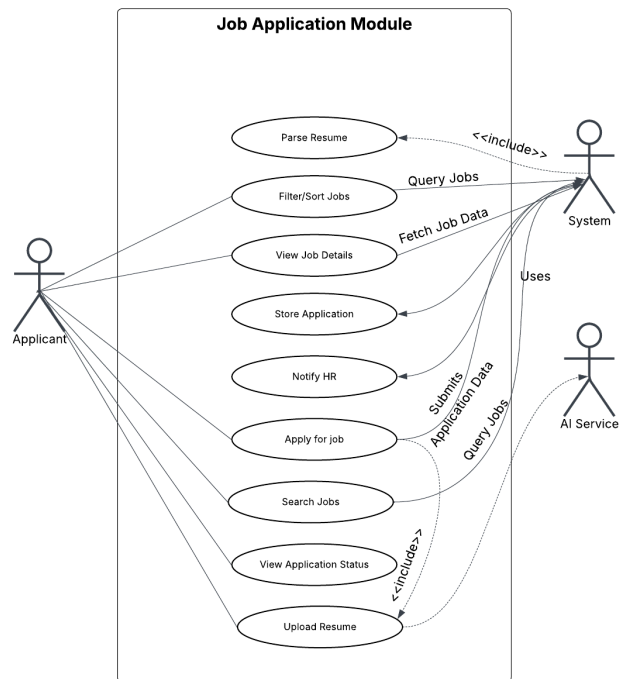 Job Application Module
Parse Resume
<<include>>
System
Filter/Sort Jobs
Query Jobs
View Job Details
Fetch Job Data
Applicant
Store Application
Uses
Notify HR
Submits
Application Data
AI Service
Apply for job
Query Jobs
Search Jobs
View Application Status
<<include>>
Upload Resume